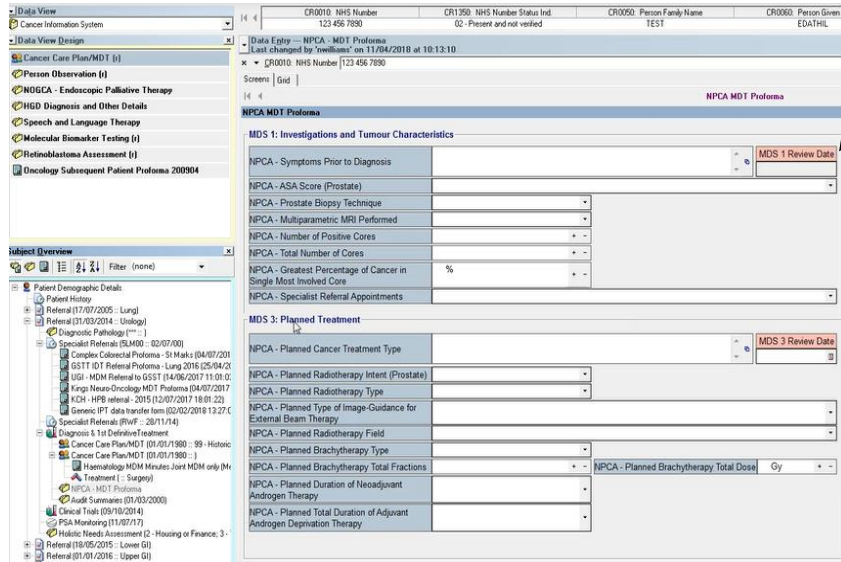 Data View
Cancer Information System
Data View Design
Cancer Care Plan/MDT (r)
Person Observation (r)
NOGCA - Endoscopic Palliative Therapy
HGD Diagnosis and Other Details
Speech and Language Therapy
Molecular Biomarker Testing (r)
Retinoblastoma Assessment (r)
Oncology Subsequent Patient Proforma 200904
Subject Overview
Filter (none)
Patient Demographic Details
Patient History
Referral (17/07/2005 :: Lung)
Referral (31/03/2014 :: Urology)
Diagnostic Pathology (*** :: )
Specialist Referrals (5LM00 :: 02/07/00)
Complex Colorectal Proforma - St Marks (04/07/201
GSTT IDT Referral Proforma - Lung 2016 (25/04/20
UGI - MDM Referral to GSST (14/06/2017 11:01:0
Kings Neuro-Oncology MDT Proforma (04/07/2017
KCH - HPB referral - 2015 (12/07/2017 18:01:22)
Generic IPT data transfer form (02/02/2018 13:27:0
Specialist Referrals (RWF :: 28/11/14)
Diagnosis & 1st Definitive Treatment
Cancer Care Plan/MDT (01/01/1980 :: 99 - Historic
Cancer Care Plan/MDT (01/01/1980 :: )
Haematology MDM Minutes Joint MDM only (Me
Treatment ( :: Surgery)
NPCA - MDT Proforma
Audit Summaries (01/03/2000)
Clinical Trials (09/10/2014)
PSA Monitoring (11/07/17)
Holistic Needs Assessment (2 - Housing or Finance; 3 -
Referral (18/05/2015 :: Lower GI)
Referral (01/01/2016 :: Upper GI)
CR0010: NHS Number CR1350: NHS Number Status Ind. CR0050: Person Family Name CR0060: Person Given
123 456 7890 02 - Present and not verified TEST EDATHIL
Data Entry --- NPCA - MDT Proforma
Last changed by 'nwilliams' on 11/04/2018 at 10:13:10
CR0010: NHS Number 123 456 7890
Screens Grid
NPCA MDT Proforma
NPCA MDT Proforma
MDS 1: Investigations and Tumour Characteristics
NPCA - Symptoms Prior to Diagnosis MDS 1 Review Date
NPCA - ASA Score (Prostate)
NPCA - Prostate Biopsy Technique
NPCA - Multiparametric MRI Performed
NPCA - Number of Positive Cores
NPCA - Total Number of Cores
NPCA - Greatest Percentage of Cancer in %
Single Most Involved Core
NPCA - Specialist Referral Appointments
MDS 3: Planned Treatment
NPCA - Planned Cancer Treatment Type MDS 3 Review Date
NPCA - Planned Radiotherapy Intent (Prostate)
NPCA - Planned Radiotherapy Type
NPCA - Planned Type of Image-Guidance for
External Beam Therapy
NPCA - Planned Radiotherapy Field
NPCA - Planned Brachytherapy Type
NPCA - Planned Brachytherapy Total Fractions NPCA - Planned Brachytherapy Total Dose Gy
NPCA - Planned Duration of Neoadjuvant
Androgen Therapy
NPCA - Planned Total Duration of Adjuvant
Androgen Deprivation Therapy